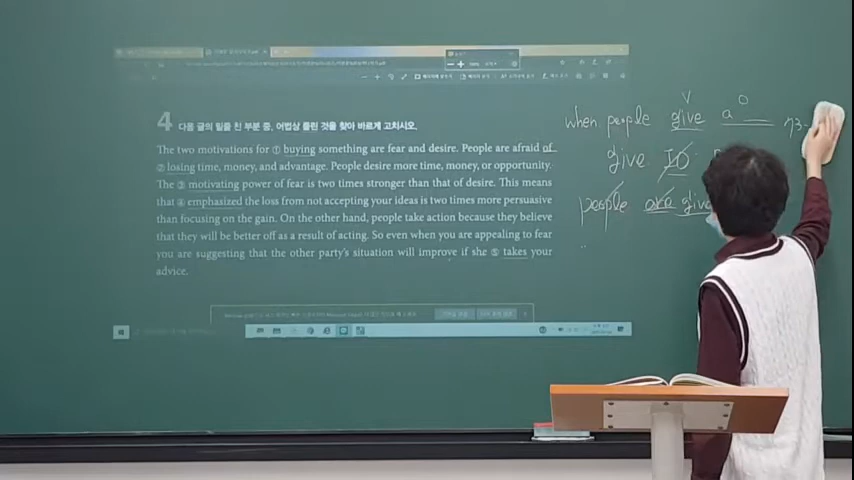 4 다음 글의 밑줄 친 부분 중, 어법상 틀린 것을 찾아 바르게 고치시오.
The two motivations for ① buying something are fear and desire. People are afraid of
② losing time, money, and advantage. People desire more time, money, or opportunity.
The ③ motivating power of fear is two times stronger than that of desire. This means
that ④ emphasized the loss from not accepting your ideas is two times more persuasive
than focusing on the gain. On the other hand, people take action because they believe
that they will be better off as a result of acting. So even when you are appealing to fear
you are suggesting that the other party's situation will improve if she ⑤ takes your
advice.
V O
when people give a
give IO
people are give